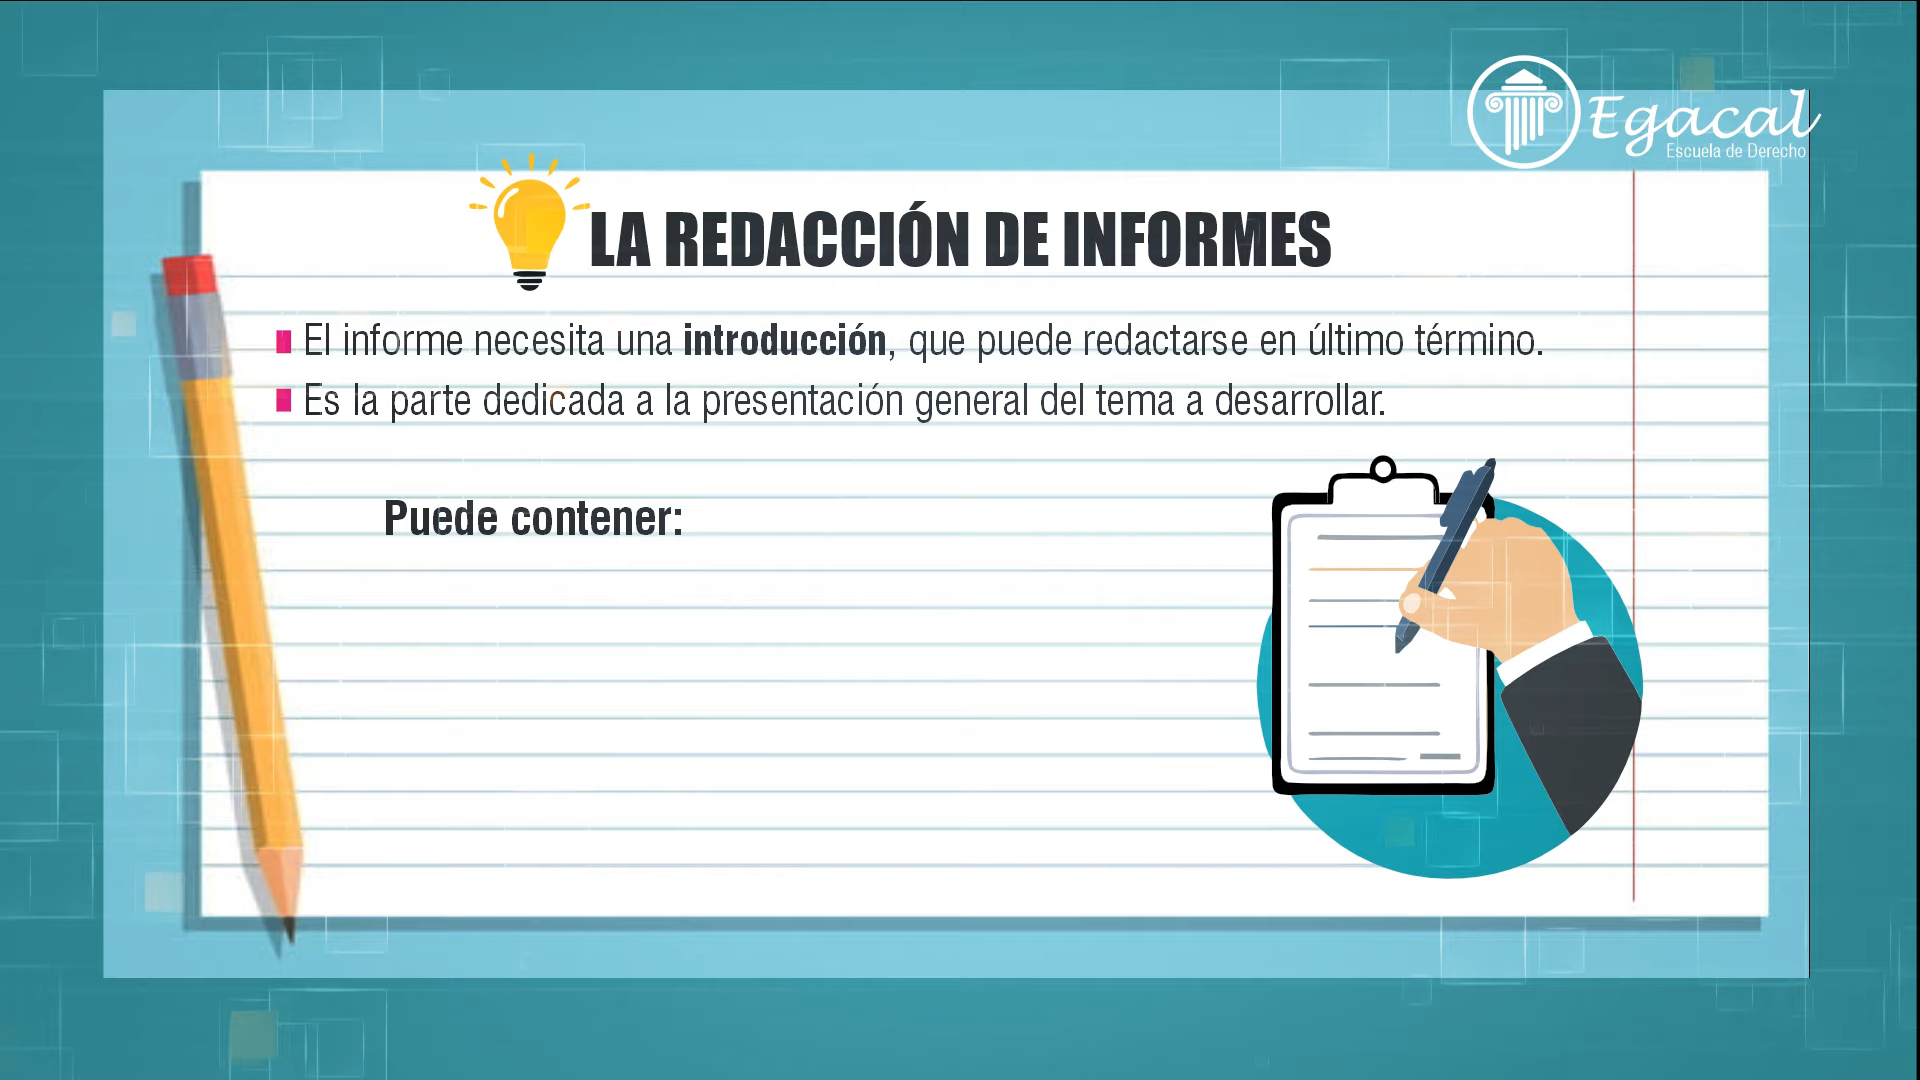 Egacal
Escuela de Derecho
LA REDACCIÓN DE INFORMES
El informe necesita una introducción, que puede redactarse en último término.
Es la parte dedicada a la presentación general del tema a desarrollar.
Puede contener: